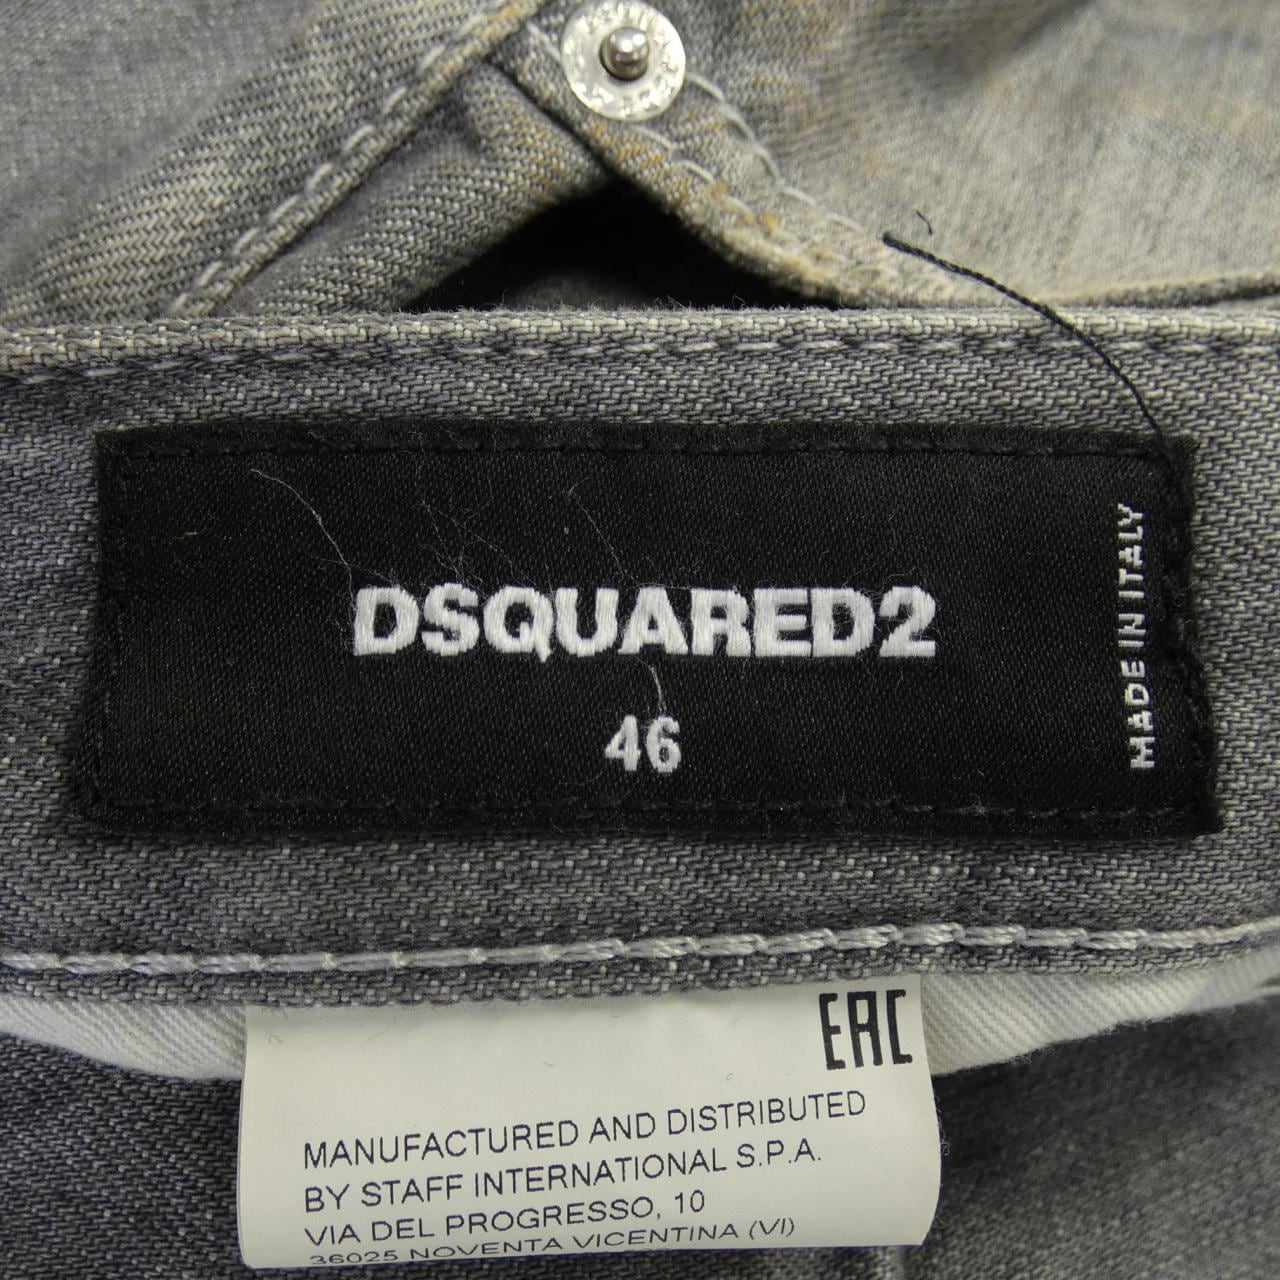 DSQUARED2
46
MADE IN ITALY
EAC
MANUFACTURED AND DISTRIBUTED
BY STAFF INTERNATIONAL S.P.A.
VIA DEL PROGRESSO, 10
36025 NOVENTA VICENTINA (VI)